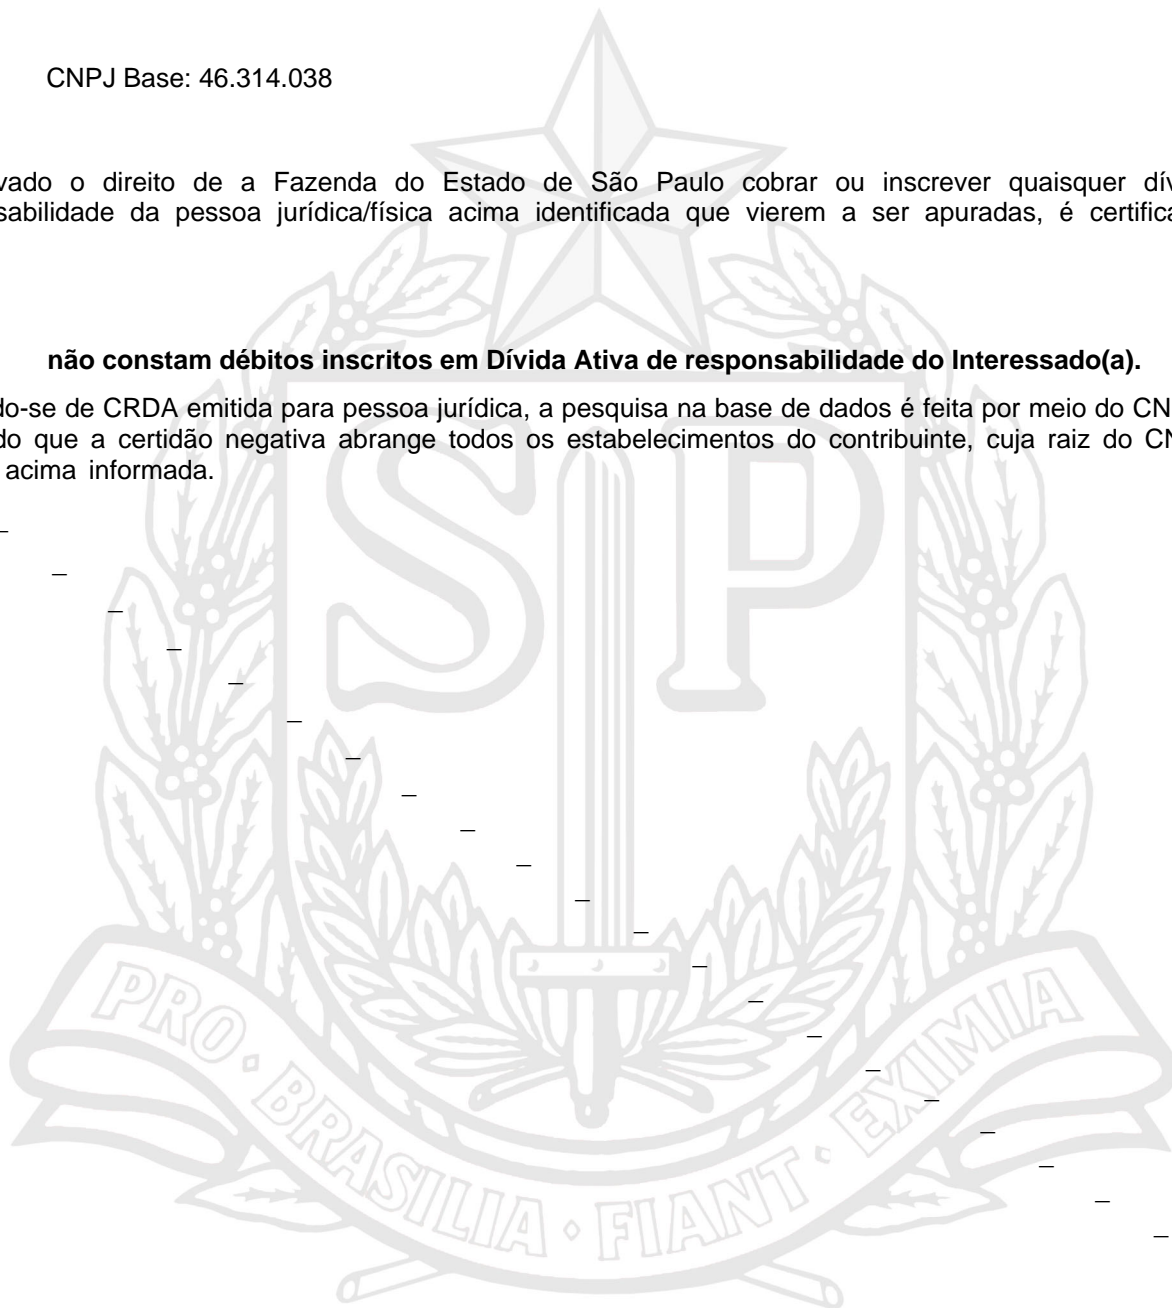 CNPJ Base: 46.314.038
vado o direito de a Fazenda do Estado de São Paulo cobrar ou inscrever quaisquer dív
sabilidade da pessoa jurídica/física acima identificada que vierem a ser apuradas, é certifica
não constam débitos inscritos em Dívida Ativa de responsabilidade do Interessado(a).
do-se de CRDA emitida para pessoa jurídica, a pesquisa na base de dados é feita por meio do CN
do que a certidão negativa abrange todos os estabelecimentos do contribuinte, cuja raiz do CN
acima informada.
SP
PRO • BRASILIA • FIANT • EXIMIA